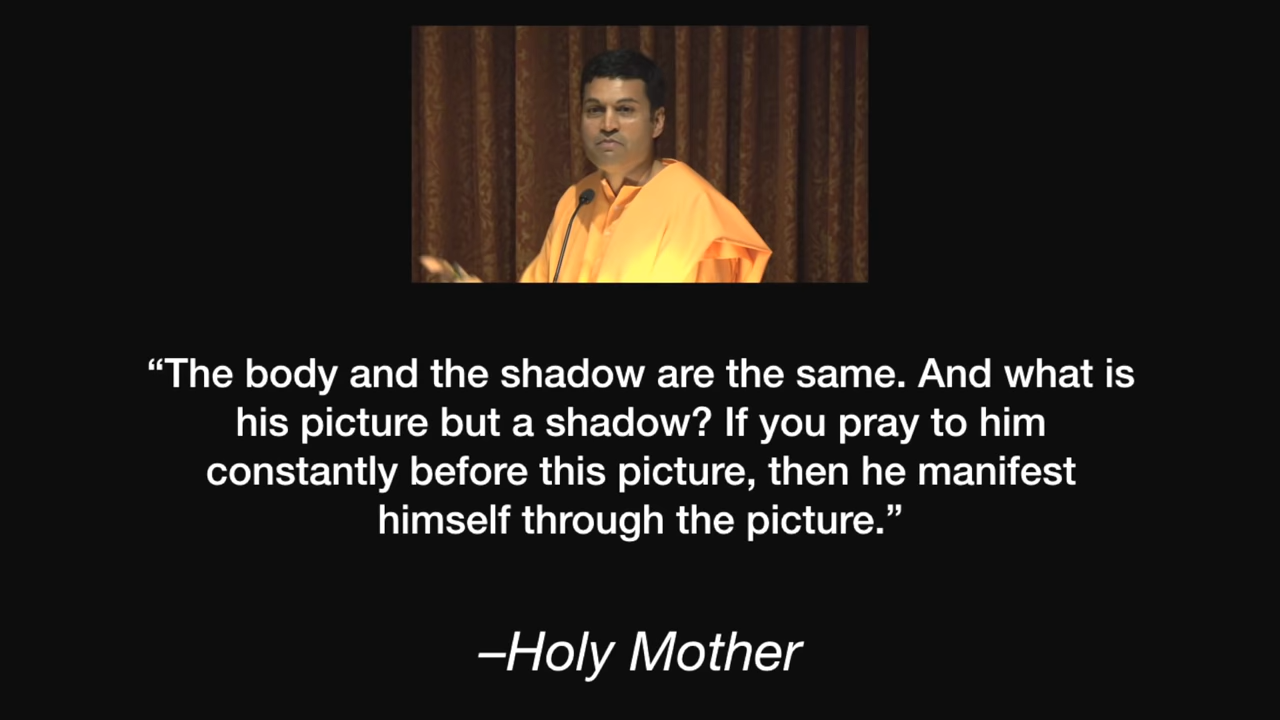 “The body and the shadow are the same. And what is
his picture but a shadow? If you pray to him
constantly before this picture, then he manifest
himself through the picture.”
–Holy Mother